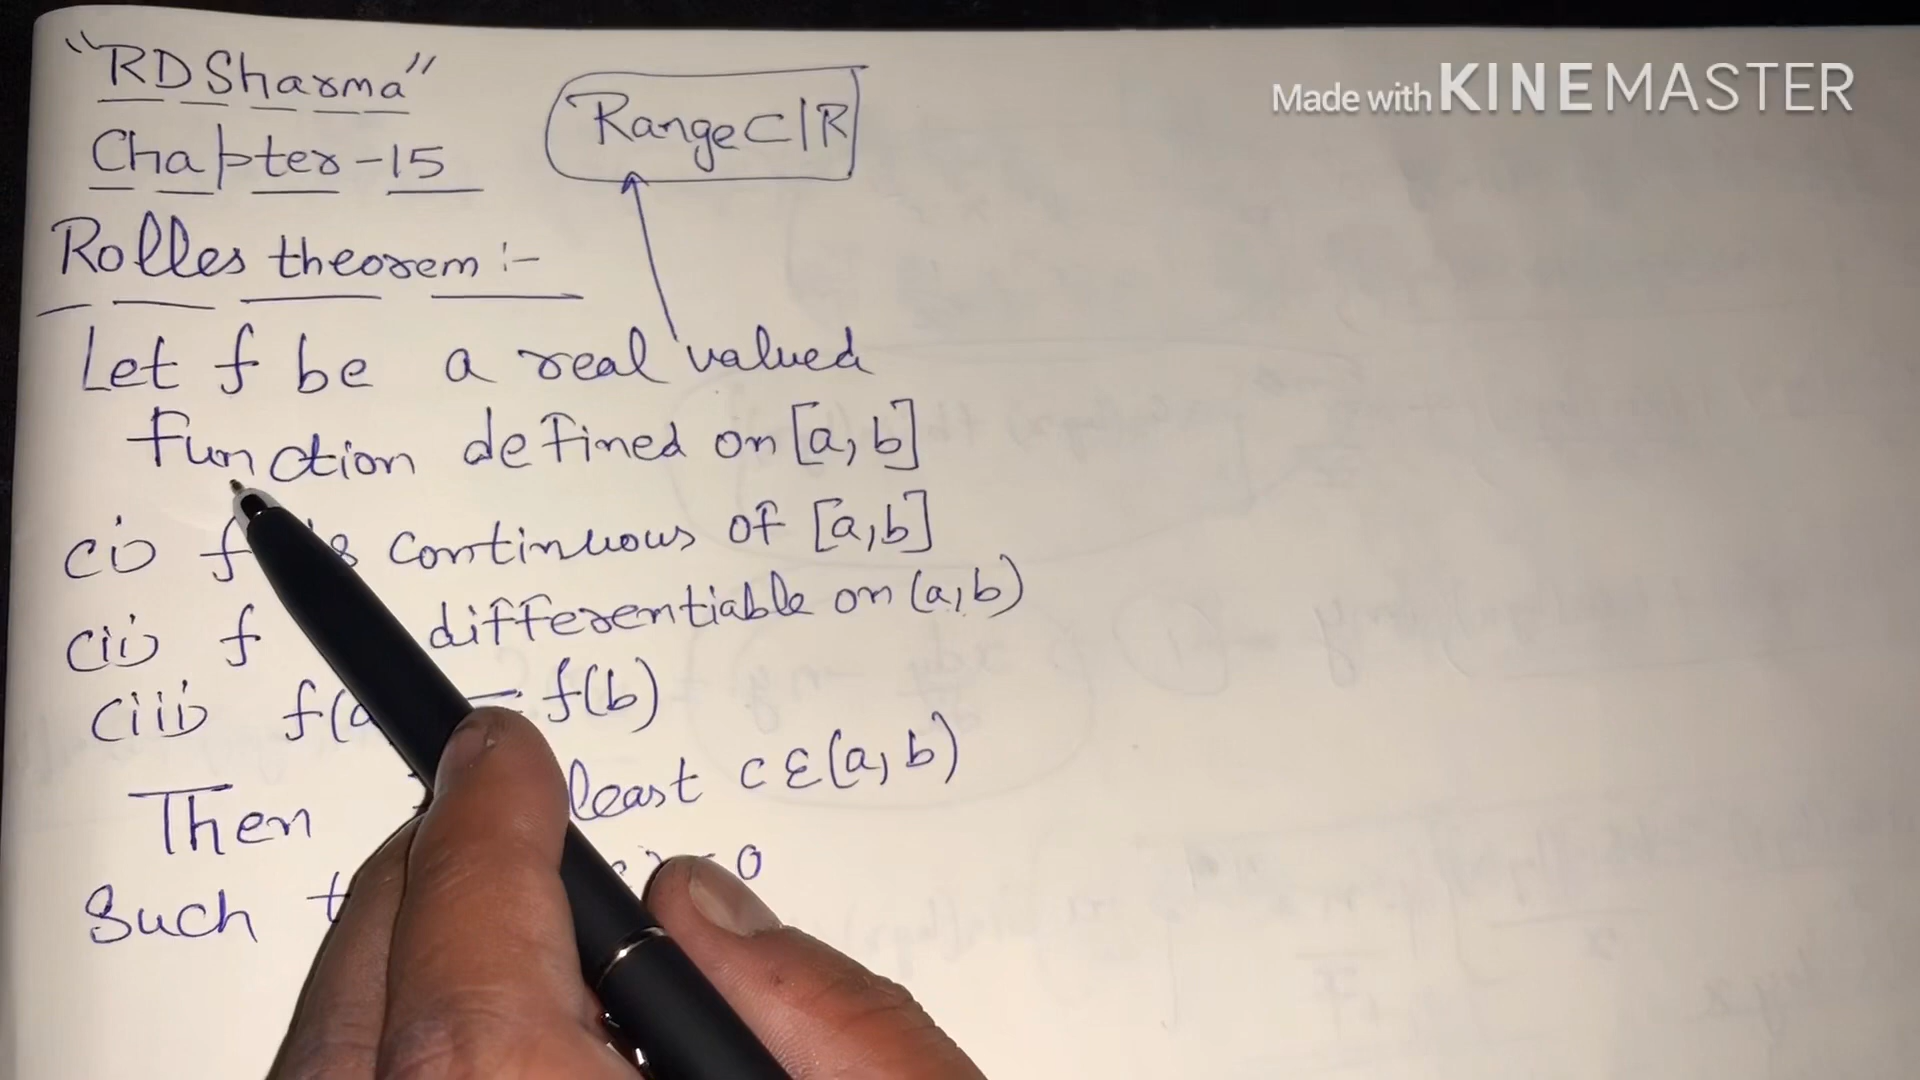 "RD Sharma"
Chapter-15
Range⊂IR
Made with KINEMASTER
Rolles theorem :-
Let f be a real valued
function defined on [a, b]
(i) f continuous of [a, b]
(ii) f differentiable on (a, b)
(iii) f(a = f(b)
Then least c ε (a, b)
Such 0